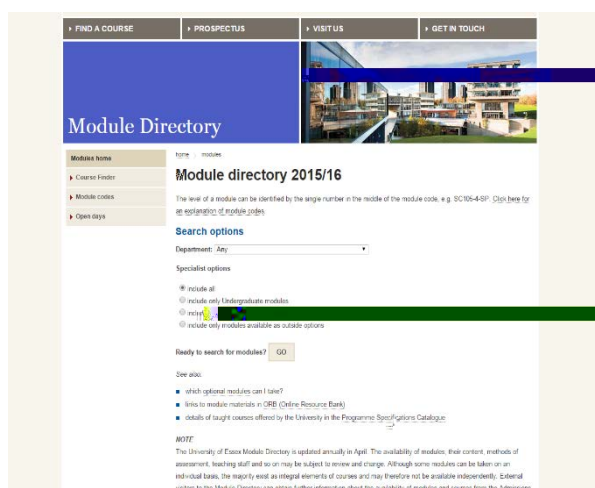 FIND A COURSE
PROSPECTUS
VISIT US
GET IN TOUCH
Module Directory
Modules home
Course Finder
Module codes
Open days
home modules
Module directory 2015/16
The level of a module can be identified by the single number in the middle of the module code, e.g. SC105-4-SP. Click here for
an explanation of module codes.
Search options
Department: Any
Specialist options
include all
include only Undergraduate modules
include only modules available as outside options
Ready to search for modules? GO
See also:
which optional modules can I take?
links to module materials in ORB (Online Resource Bank)
details of taught courses offered by the University in the Programme Specifications Catalogue
NOTE
The University of Essex Module Directory is updated annually in April. The availability of modules, their content, methods of
assessment, teaching staff and so on may be subject to review and change. Although some modules can be taken on an
individual basis, the majority exist as integral elements of courses and may therefore not be available independently. External